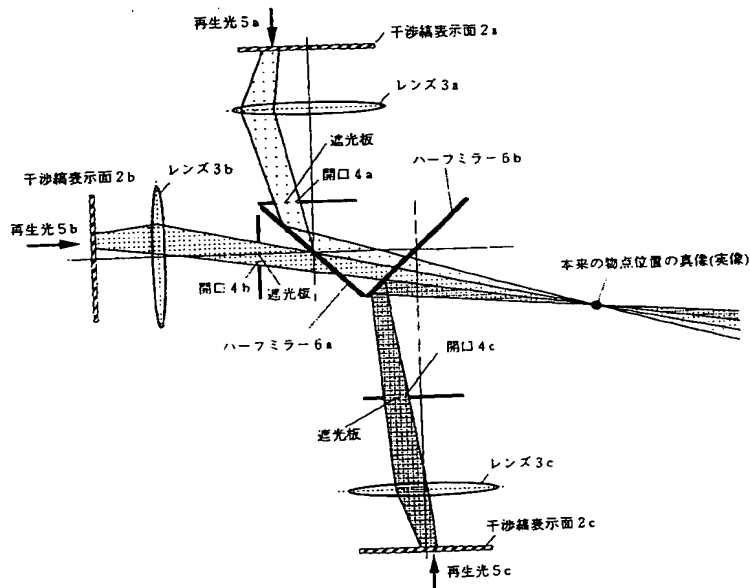 再生光5a
干渉縞表示面2a
レンズ3a
遮光板
開口4a
ハーフミラー6b
干渉縞表示面2b
レンズ3b
再生光5b
本来の物点位置の真像(実像)
開口4b
遮光板
ハーフミラー6a
開口4c
遮光板
レンズ3c
干渉縞表示面2c
再生光5c